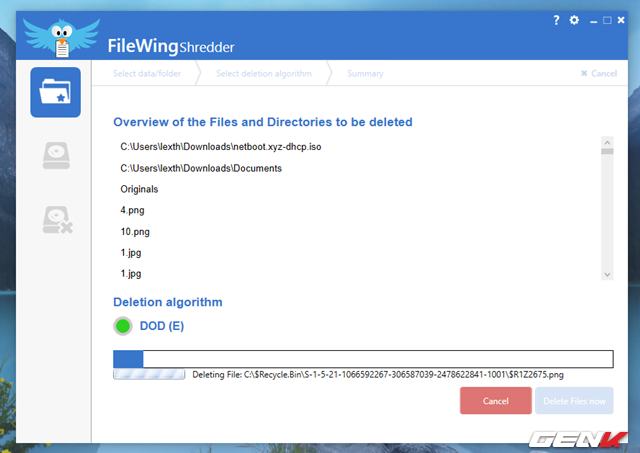 FileWingShredder
Select data/folder
Select deletion algorithm
Summary
Cancel
Overview of the Files and Directories to be deleted
C:\Users\lexth\Downloads\netboot.xyz-dhcp.iso
C:\Users\lexth\Downloads\Documents
Originals
4.png
10.png
1.jpg
1.jpg
Deletion algorithm
DOD (E)
Deleting File: C:\$Recycle.Bin\S-1-5-21-1066592267-306587039-2478622841-1001\$R1Z2675.png
Cancel
Delete Files now
GENK